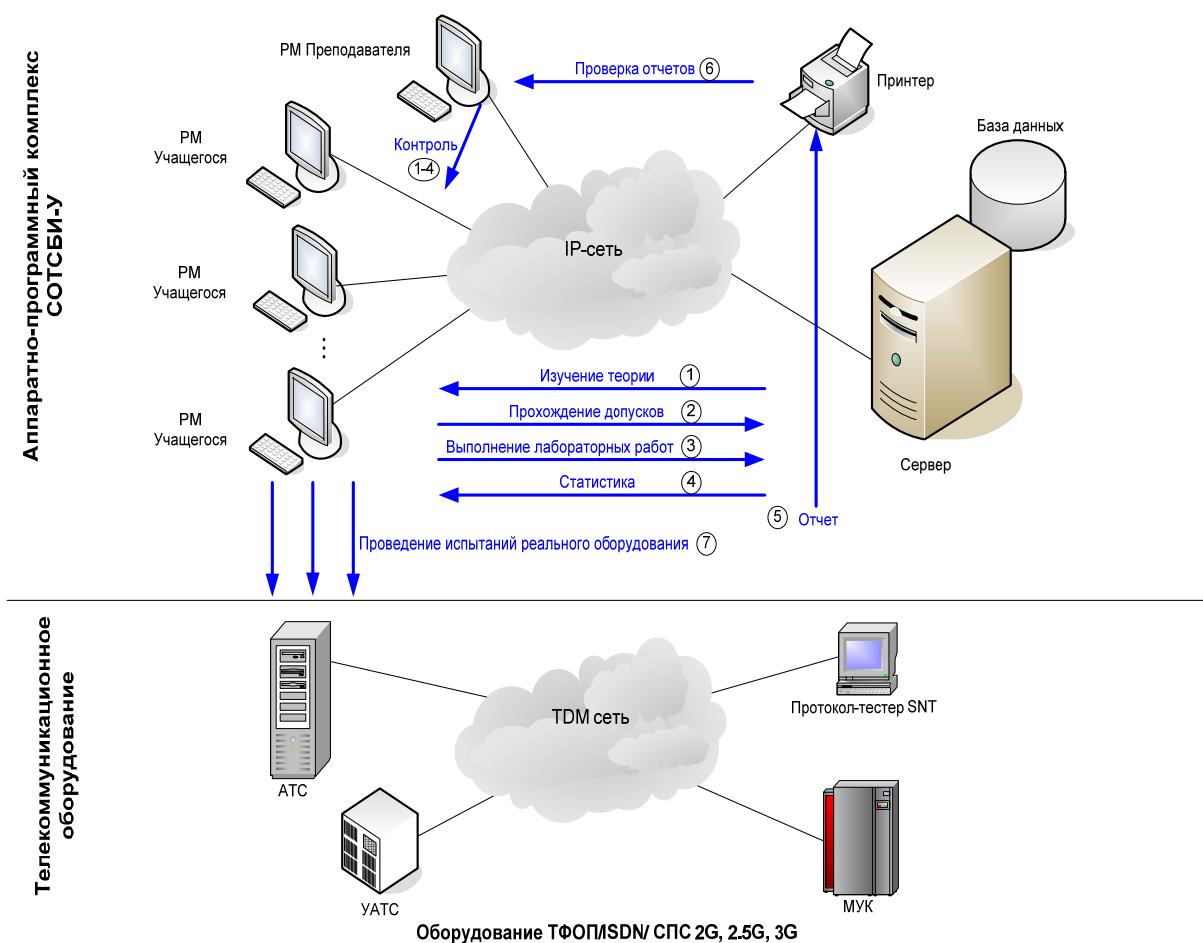 Аппаратно-программный комплекс
СОТСБИ-У
РМ Преподавателя
Проверка отчетов 6
Принтер
База данных
РМ
Учащегося
Контроль
1-4
IP-сеть
РМ
Учащегося
...
РМ
Учащегося
Изучение теории 1
Прохождение допусков 2
Выполнение лабораторных работ 3
Статистика 4
Сервер
5 Отчет
Проведение испытаний реального оборудования 7
Телекоммуникационное
оборудование
TDM сеть
Протокол-тестер SNT
АТС
УАТС
МУК
Оборудование ТФОП/ISDN/ СПС 2G, 2.5G, 3G